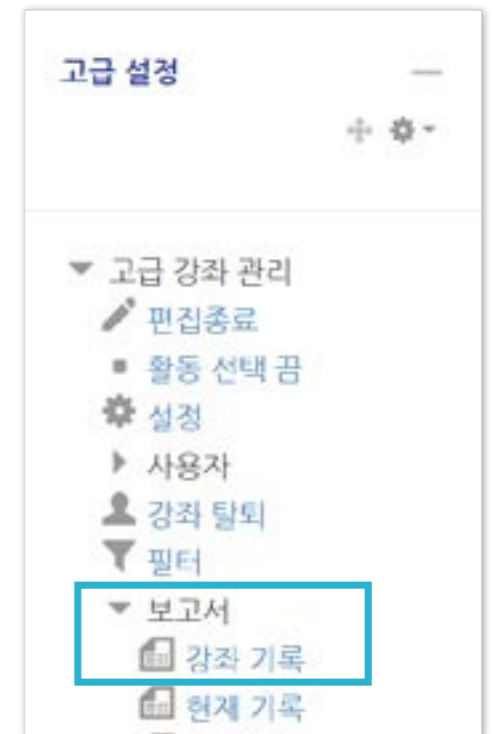 고급 설정
고급 강좌 관리
편집종료
활동 선택 끔
설정
사용자
강좌 탈퇴
필터
보고서
강좌 기록
현재 기록